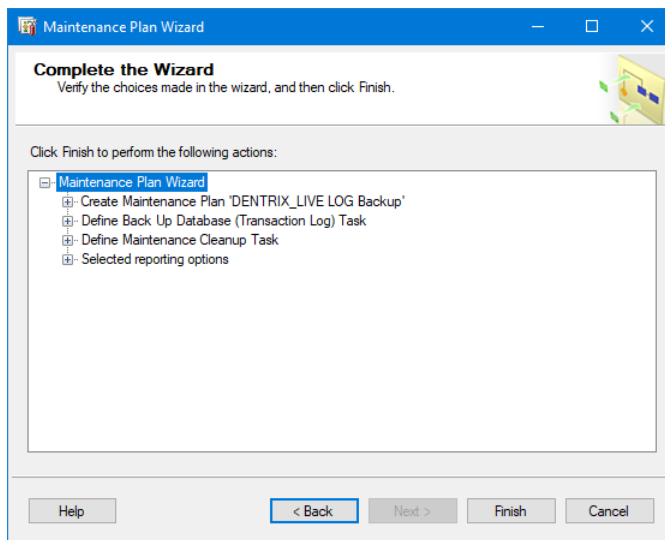 Maintenance Plan Wizard
Complete the Wizard
Verify the choices made in the wizard, and then click Finish.
Click Finish to perform the following actions:
Maintenance Plan Wizard
Create Maintenance Plan 'DENTRIX_LIVE LOG Backup'
Define Back Up Database (Transaction Log) Task
Define Maintenance Cleanup Task
Selected reporting options
Help < Back Next > Finish Cancel